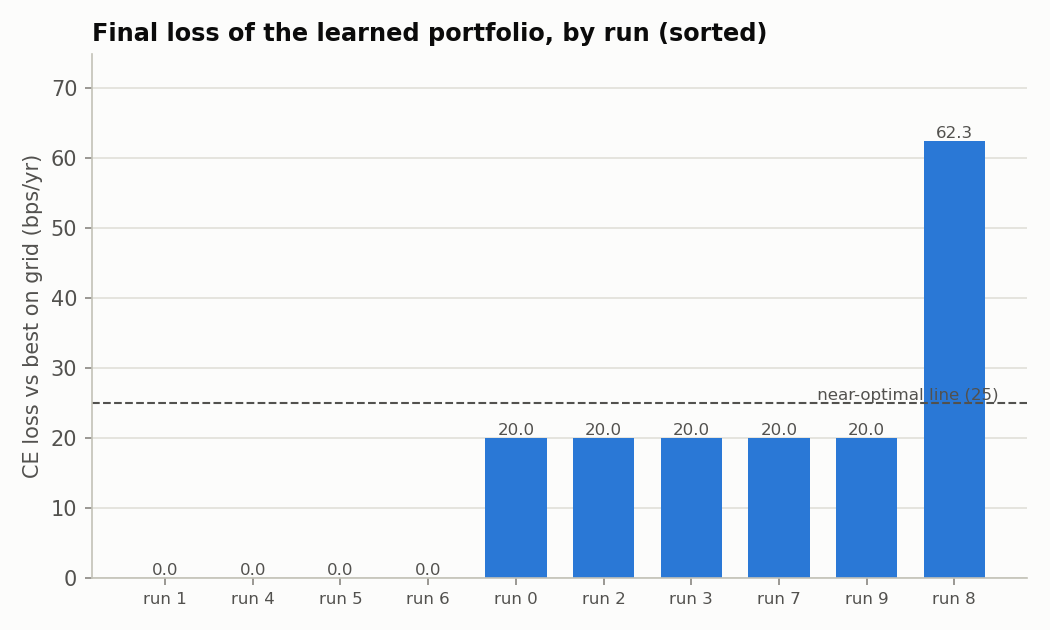 Final loss of the learned portfolio, by run (sorted)
CE loss vs best on grid (bps/yr)
70
60
50
40
30
20
10
0
62.3
near-optimal line (25)
20.0 20.0 20.0 20.0 20.0
0.0 0.0 0.0 0.0
run 1 run 4 run 5 run 6 run 0 run 2 run 3 run 7 run 9 run 8